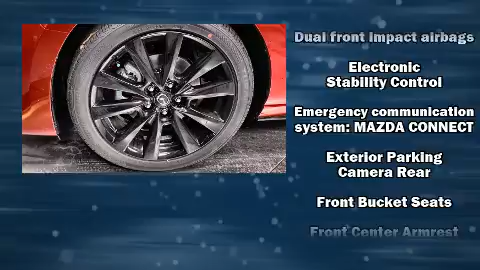 Dual front impact airbags
Electronic
Stability Control
Emergency communication
system: MAZDA CONNECT
Exterior Parking
Camera Rear
Front Bucket Seats
Front Center Armrest